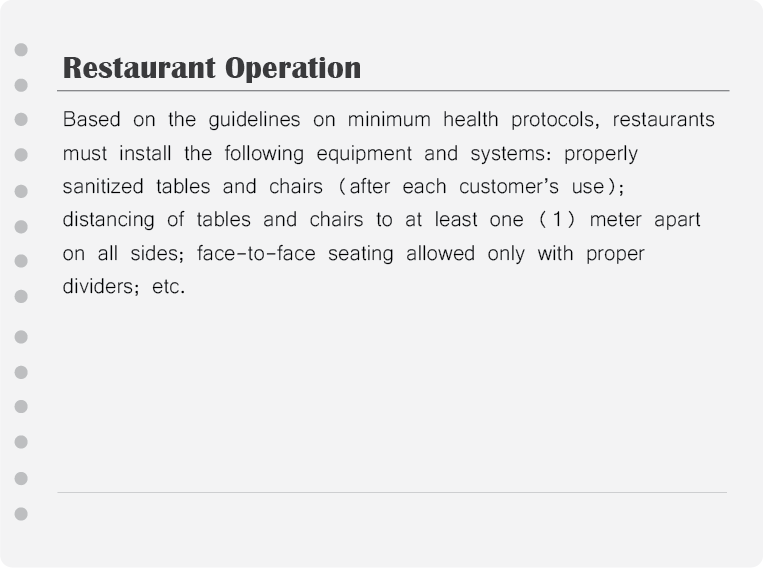 Restaurant Operation
Based on the guidelines on minimum health protocols, restaurants
must install the following equipment and systems: properly
sanitized tables and chairs (after each customer's use);
distancing of tables and chairs to at least one (1) meter apart
on all sides; face-to-face seating allowed only with proper
dividers; etc.